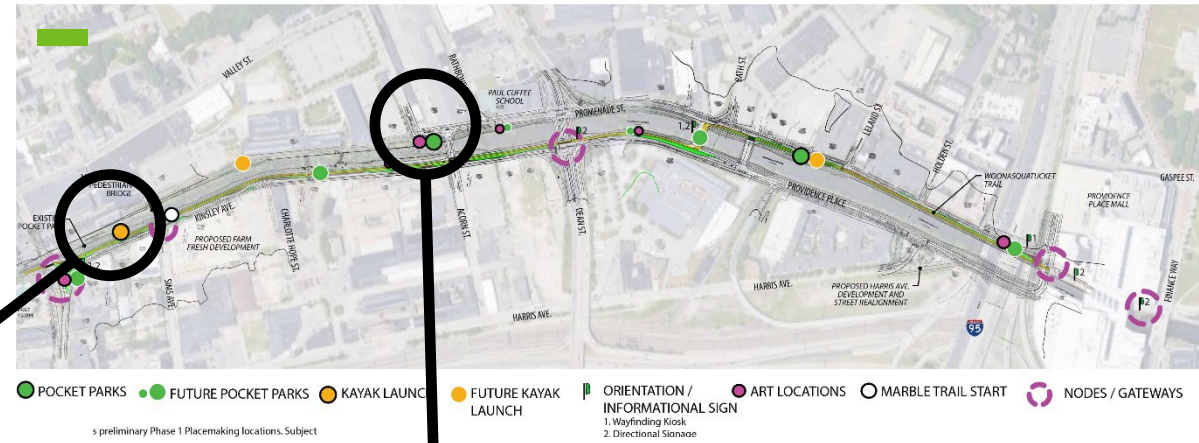 VALLEY ST.
PAUL CUFFEE
SCHOOL
PROMENADE ST.
BATH ST.
LELAND ST.
HOLDEN ST.
WOONASQUATUCKET
TRAIL
GASPEE ST.
PROVIDENCE
PLACE MALL
PEDESTRIAN
BRIDGE
KINSLEY AVE.
PROPOSED FARM
FRESH DEVELOPMENT
SIMS AVE.
CHARLOTTE HOPE ST.
ACORN ST.
DEAN ST.
1,2
PROVIDENCE PLACE
HARRIS AVE.
HARRIS AVE.
PROPOSED HARRIS AVE.
DEVELOPMENT AND
STREET REALIGNMENT
95
FINANCE WAY
POCKET PARKS
FUTURE POCKET PARKS
KAYAK LAUNC
FUTURE KAYAK
LAUNCH
ORIENTATION /
INFORMATIONAL SIGN
1. Wayfinding Kiosk
2. Directional Signage
ART LOCATIONS
MARBLE TRAIL START
NODES / GATEWAYS
s preliminary Phase 1 Placemaking locations. Subject